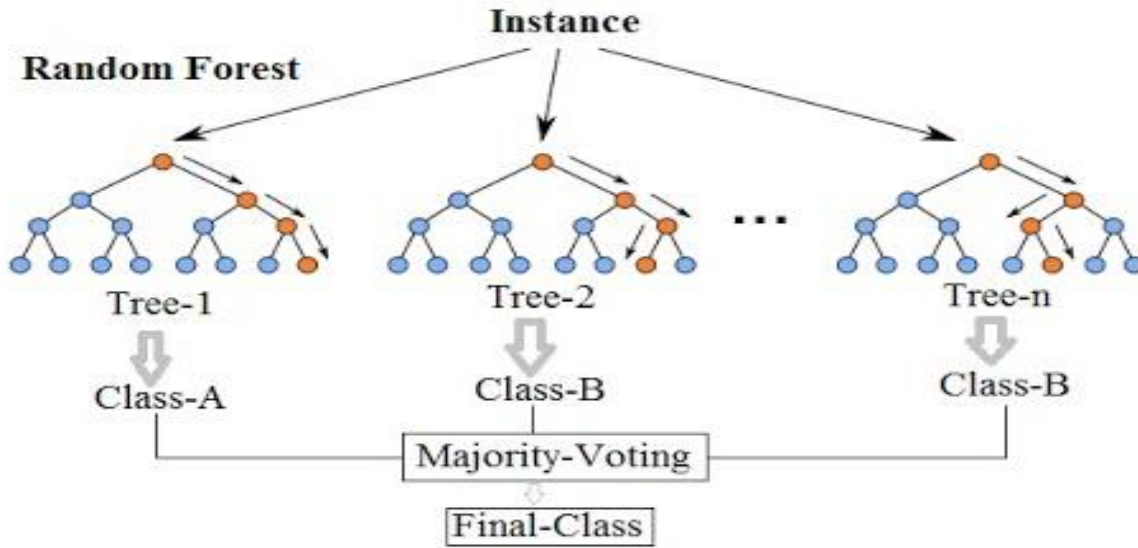 Instance
Random Forest
...
Tree-1
Tree-2
Tree-n
Class-A
Class-B
Class-B
Majority-Voting
Final-Class